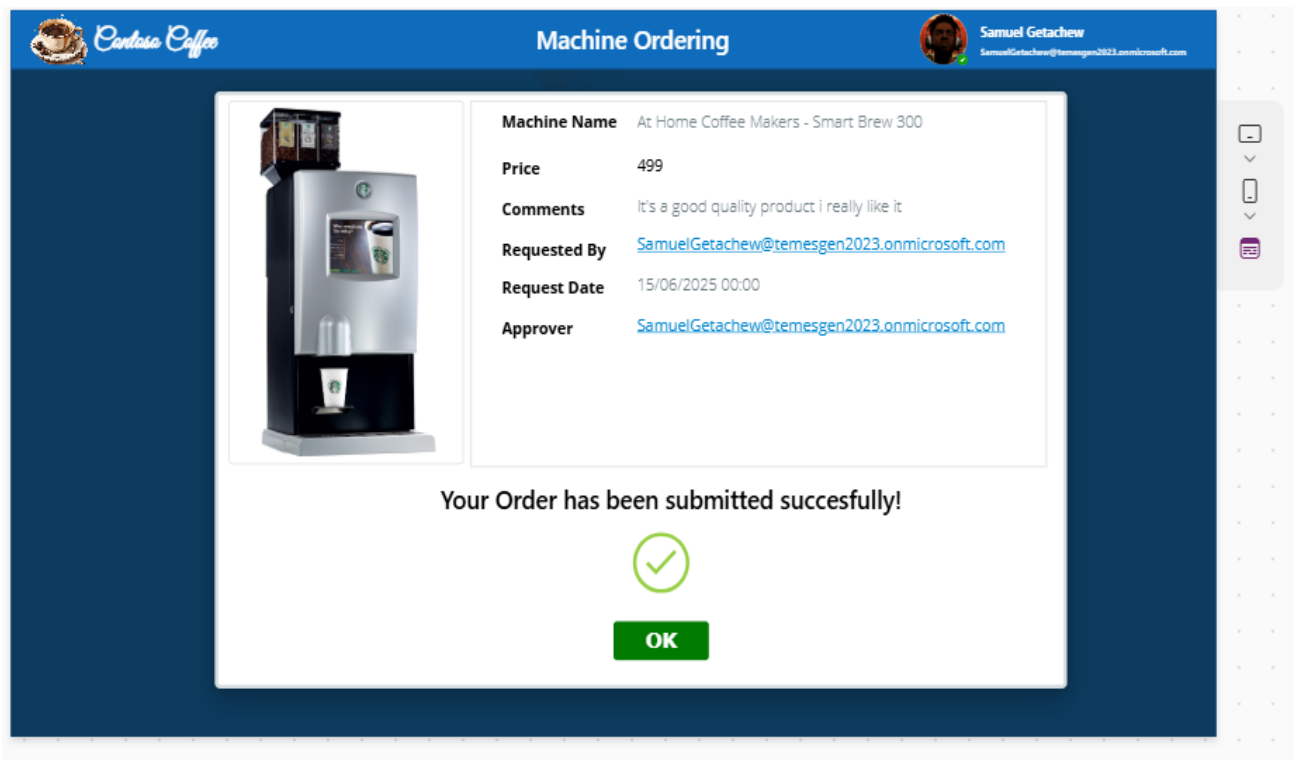 Contoso Coffee
Machine Ordering
Samuel Getachew
SamuelGetachew@temesgen2023.onmicrosoft.com
Machine Name At Home Coffee Makers - Smart Brew 300
Price 499
Comments It's a good quality product i really like it
Requested By SamuelGetachew@temesgen2023.onmicrosoft.com
Request Date 15/06/2025 00:00
Approver SamuelGetachew@temesgen2023.onmicrosoft.com
Your Order has been submitted succesfully!
OK